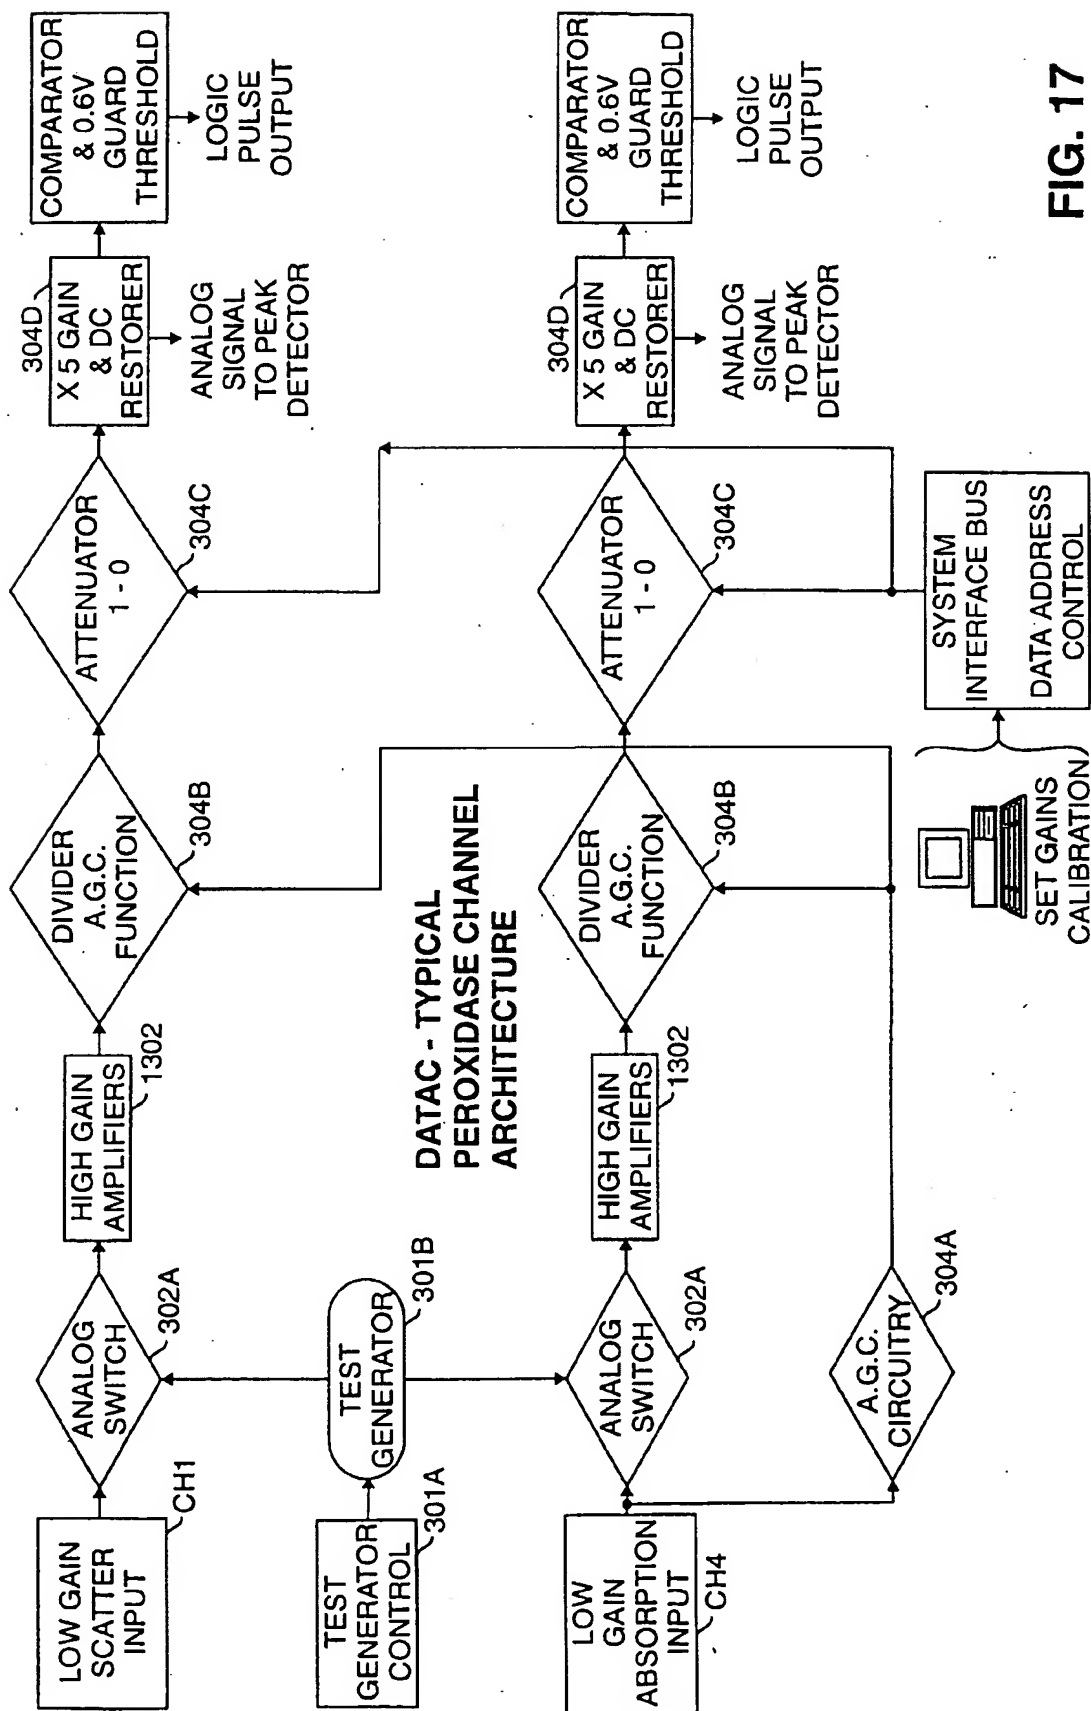 LOW GAIN
SCATTER
INPUT
CH1
ANALOG
SWITCH
302A
HIGH GAIN
AMPLIFIERS
1302
DIVIDER
A.G.C.
FUNCTION
304B
ATTENUATOR
1 - 0
304C
304D
X 5 GAIN
& DC
RESTORER
ANALOG
SIGNAL
TO PEAK
DETECTOR
COMPARATOR
& 0.6V
GUARD
THRESHOLD
LOGIC
PULSE
OUTPUT
TEST
GENERATOR
CONTROL
301A
TEST
GENERATOR
301B
DATAC - TYPICAL
PEROXIDASE CHANNEL
ARCHITECTURE
LOW
GAIN
ABSORPTION
INPUT
CH4
ANALOG
SWITCH
302A
HIGH GAIN
AMPLIFIERS
1302
DIVIDER
A.G.C.
FUNCTION
304B
ATTENUATOR
1 - 0
304C
304D
X 5 GAIN
& DC
RESTORER
ANALOG
SIGNAL
TO PEAK
DETECTOR
COMPARATOR
& 0.6V
GUARD
THRESHOLD
LOGIC
PULSE
OUTPUT
A.G.C.
CIRCUITRY
304A
SET GAINS
CALIBRATION
SYSTEM
INTERFACE BUS
DATA ADDRESS
CONTROL
FIG. 17